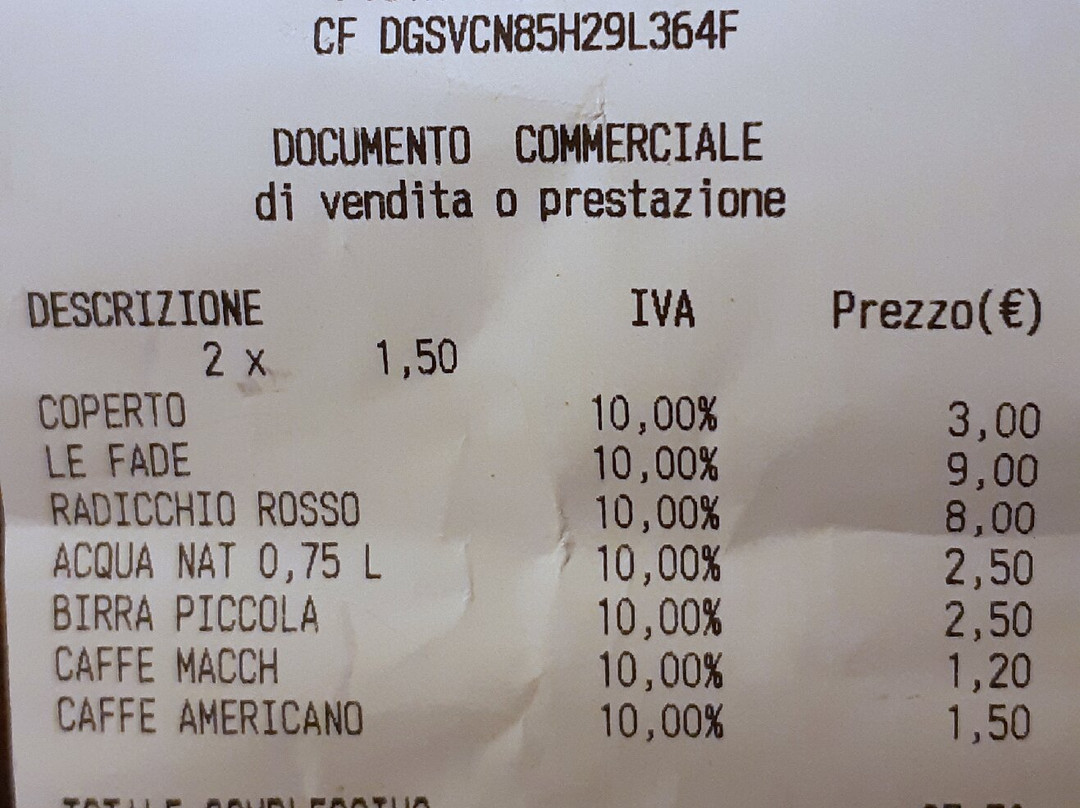 CF DGSVCN85H29L364F
DOCUMENTO COMMERCIALE
di vendita o prestazione
DESCRIZIONE IVA Prezzo(€)
2 x 1,50
COPERTO 10,00% 3,00
LE FADE 10,00% 9,00
RADICCHIO ROSSO 10,00% 8,00
ACQUA NAT 0,75 L 10,00% 2,50
BIRRA PICCOLA 10,00% 2,50
CAFFE MACCH 10,00% 1,20
CAFFE AMERICANO 10,00% 1,50
TOTALE COMPLESSIVO